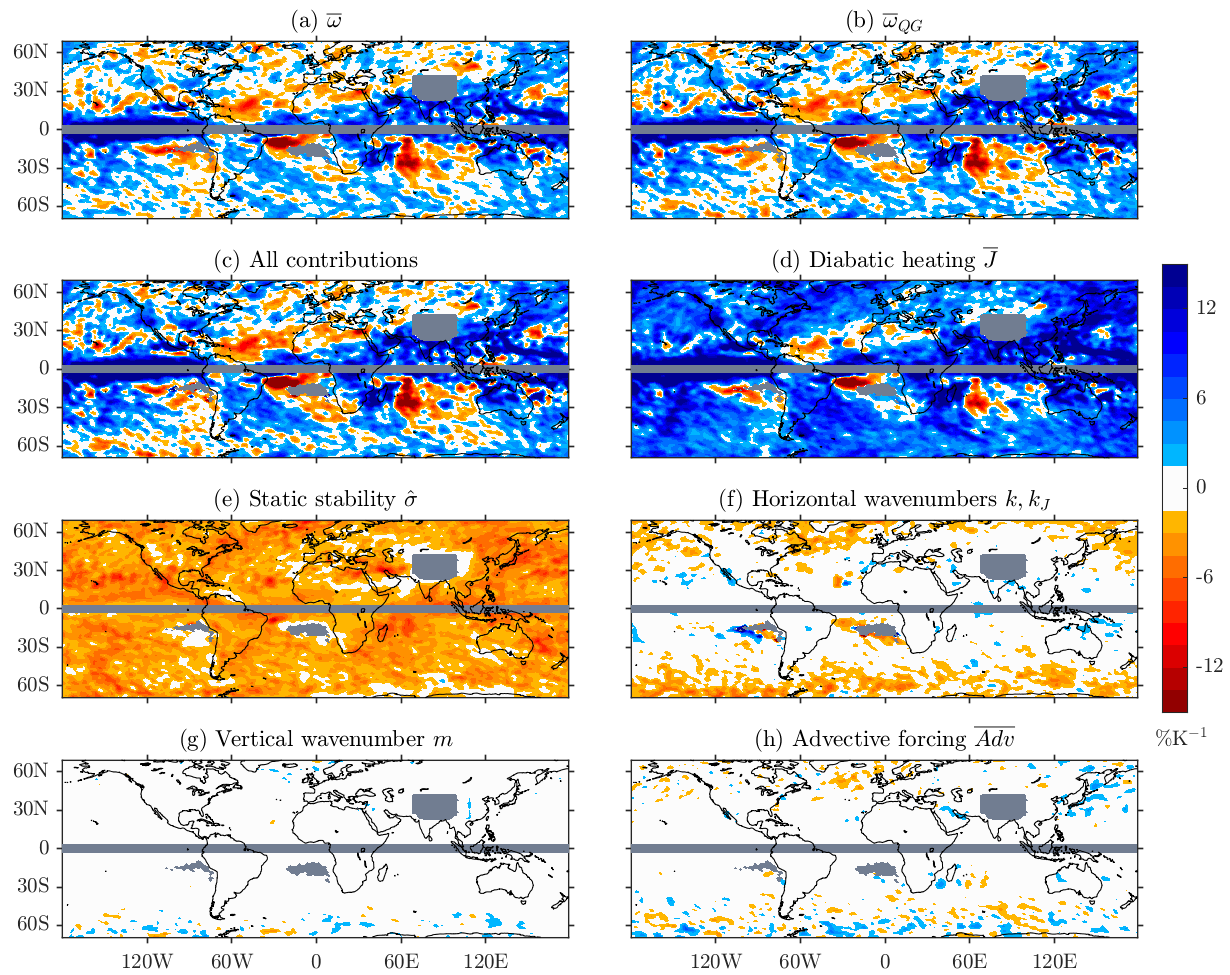 (a) ω̅
(b) ω̅_QG
60N
30N
0
30S
60S
(c) All contributions
(d) Diabatic heating J̅
60N
30N
0
30S
60S
12
6
0
-6
-12
%K⁻¹
(e) Static stability σ̂
(f) Horizontal wavenumbers k, k_J
60N
30N
0
30S
60S
(g) Vertical wavenumber m
(h) Advective forcing A̅d̅v̅
60N
30N
0
30S
60S
120W 60W 0 60E 120E
120W 60W 0 60E 120E